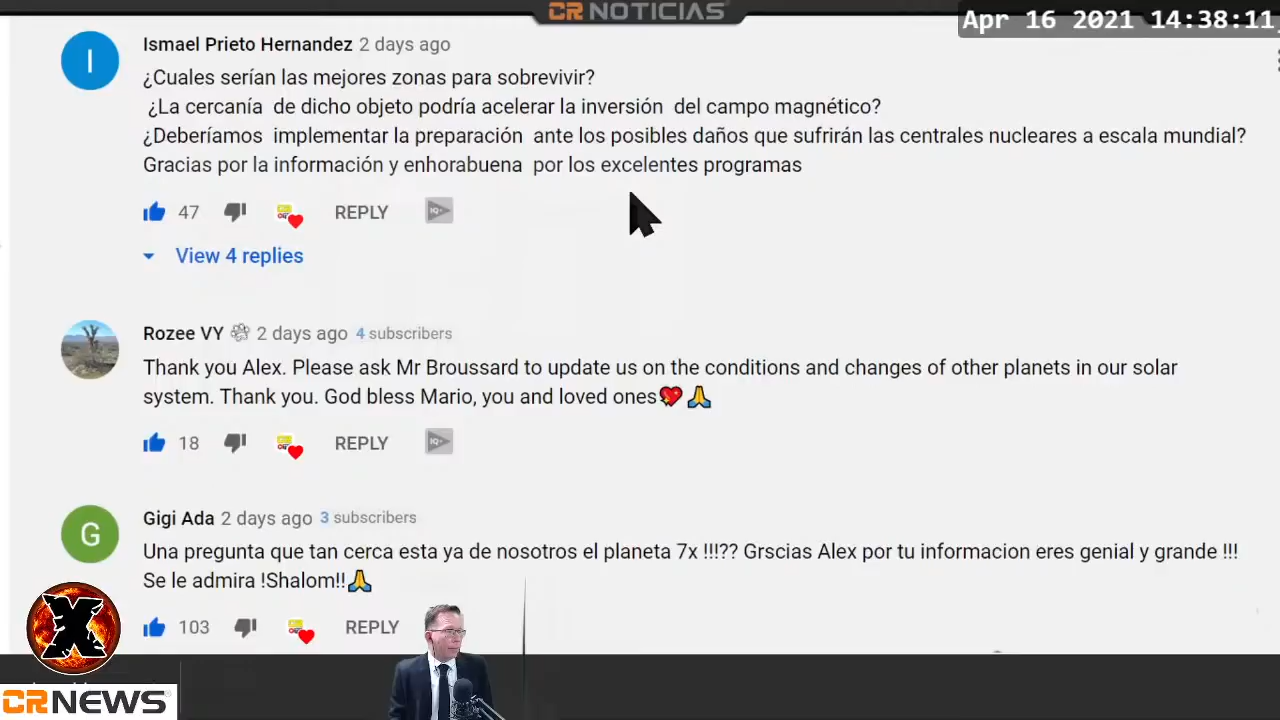 CR NOTICIAS
Apr 16 2021 14:38:11
I
Ismael Prieto Hernandez 2 days ago
¿Cuales serían las mejores zonas para sobrevivir?
¿La cercanía de dicho objeto podría acelerar la inversión del campo magnético?
¿Deberíamos implementar la preparación ante los posibles daños que sufrirán las centrales nucleares a escala mundial?
Gracias por la información y enhorabuena por los excelentes programas
47 REPLY IQ
View 4 replies
Rozee VY 2 days ago 4 subscribers
Thank you Alex. Please ask Mr Broussard to update us on the conditions and changes of other planets in our solar
system. Thank you. God bless Mario, you and loved ones💖🙏
18 REPLY IQ
G
Gigi Ada 2 days ago 3 subscribers
Una pregunta que tan cerca esta ya de nosotros el planeta 7x !!!?? Grscias Alex por tu informacion eres genial y grande !!!
Se le admira !Shalom!!🙏
103 REPLY
X
CRNEWS